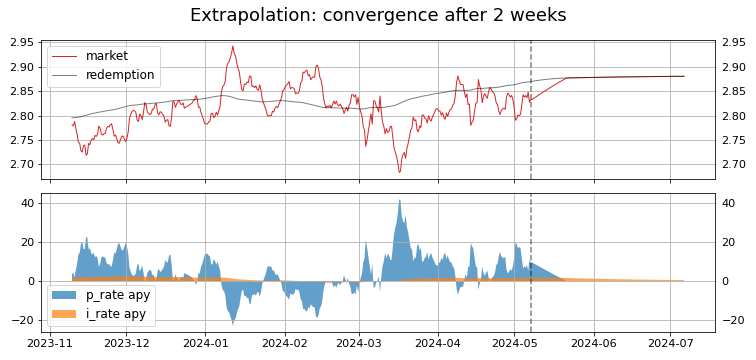 Extrapolation: convergence after 2 weeks
2.95 2.95
market
redemption
2.90 2.90
2.85 2.85
2.80 2.80
2.75 2.75
2.70 2.70
40 40
20 20
0 0
p_rate apy
i_rate apy
−20 −20
2023-11 2023-12 2024-01 2024-02 2024-03 2024-04 2024-05 2024-06 2024-07